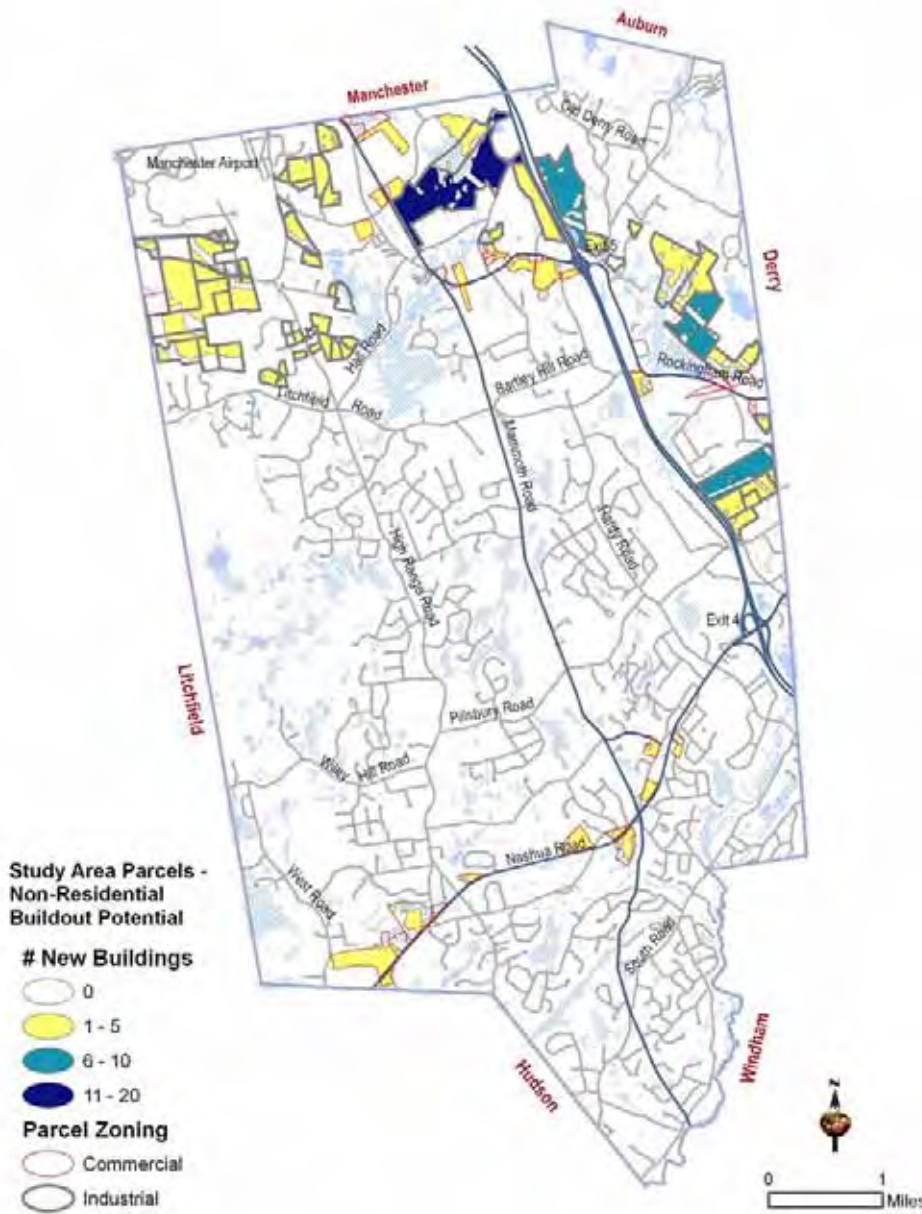 Auburn
Manchester
Old Derry Road
Manchester Airport
Exit 5
Derry
Hall Road
Rockingham Road
Bartley Hill Road
Litchfield Road
Mammoth Road
Hardy Road
High Range Road
Exit 4
Litchfield
Pillsbury Road
Wiley Hill Road
Nashua Road
West Road
South Road
Windham
Hudson
Study Area Parcels -
Non-Residential
Buildout Potential
# New Buildings
0
1 - 5
6 - 10
11 - 20
Parcel Zoning
Commercial
Industrial
N
0 1
Miles